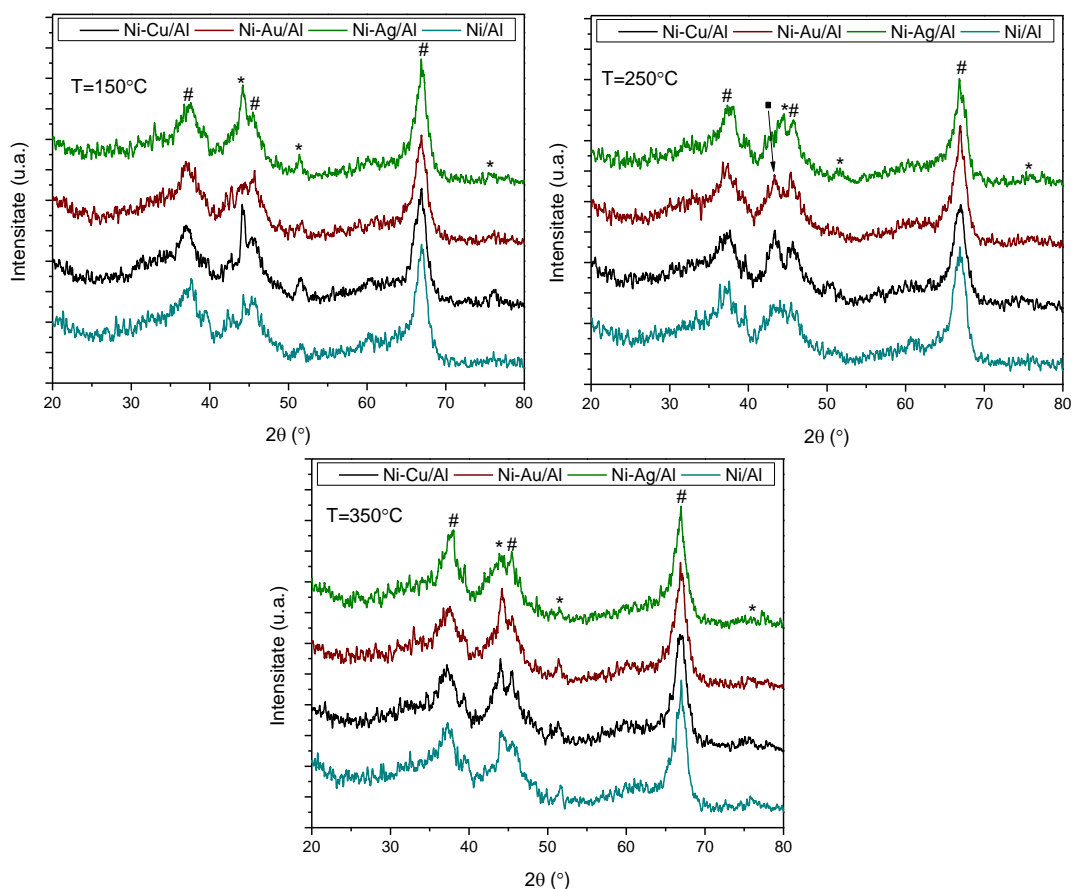 Ni-Cu/Al Ni-Au/Al Ni-Ag/Al Ni/Al
T=150°C
# * # * # *
Intensitate (u.a.)
20 30 40 50 60 70 80
2θ (°)
Ni-Cu/Al Ni-Au/Al Ni-Ag/Al Ni/Al
T=250°C
# ■ * # * # *
Intensitate (u.a.)
20 30 40 50 60 70 80
2θ (°)
Ni-Cu/Al Ni-Au/Al Ni-Ag/Al Ni/Al
T=350°C
# * # * # *
Intensitate (u.a.)
20 30 40 50 60 70 80
2θ (°)